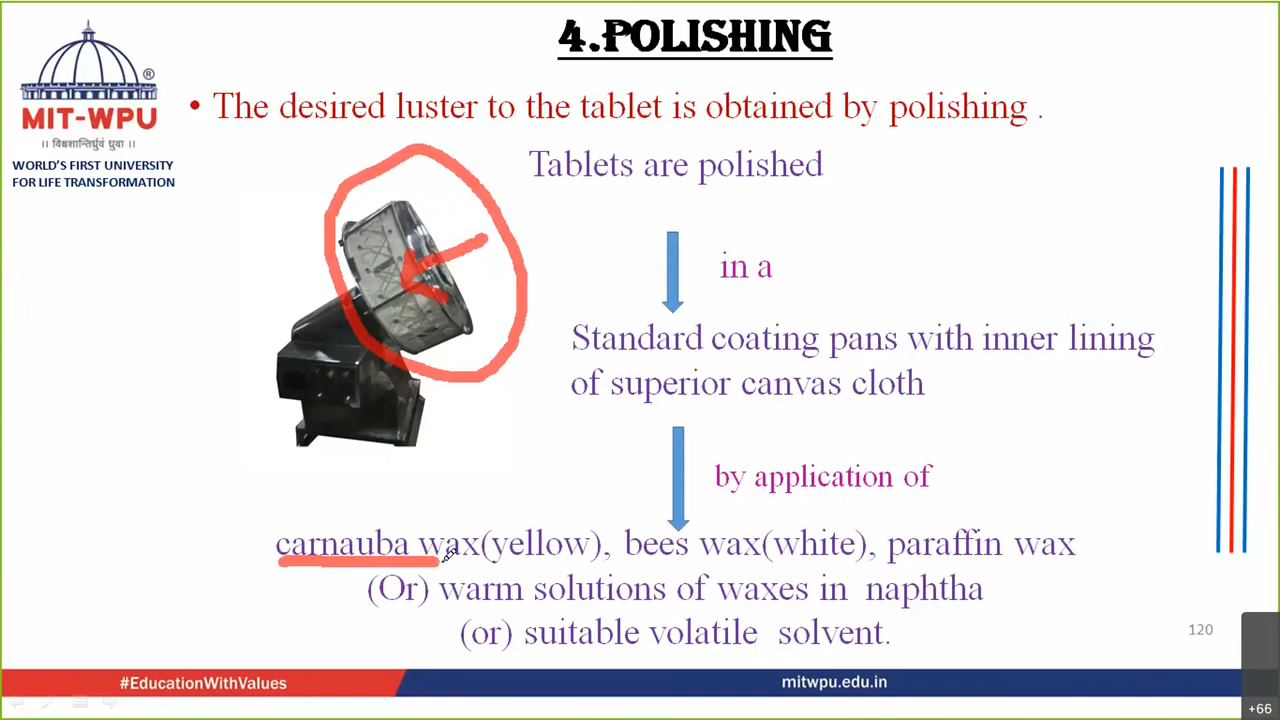 4.POLISHING
®
MIT-WPU
।। विश्वशान्तिर्ध्रुवं ध्रुवा ।।
WORLD'S FIRST UNIVERSITY
FOR LIFE TRANSFORMATION
• The desired luster to the tablet is obtained by polishing .
Tablets are polished
in a
Standard coating pans with inner lining
of superior canvas cloth
by application of
carnauba wax(yellow), bees wax(white), paraffin wax
(Or) warm solutions of waxes in naphtha
(or) suitable volatile solvent.
120
#EducationWithValues
mitwpu.edu.in
+66